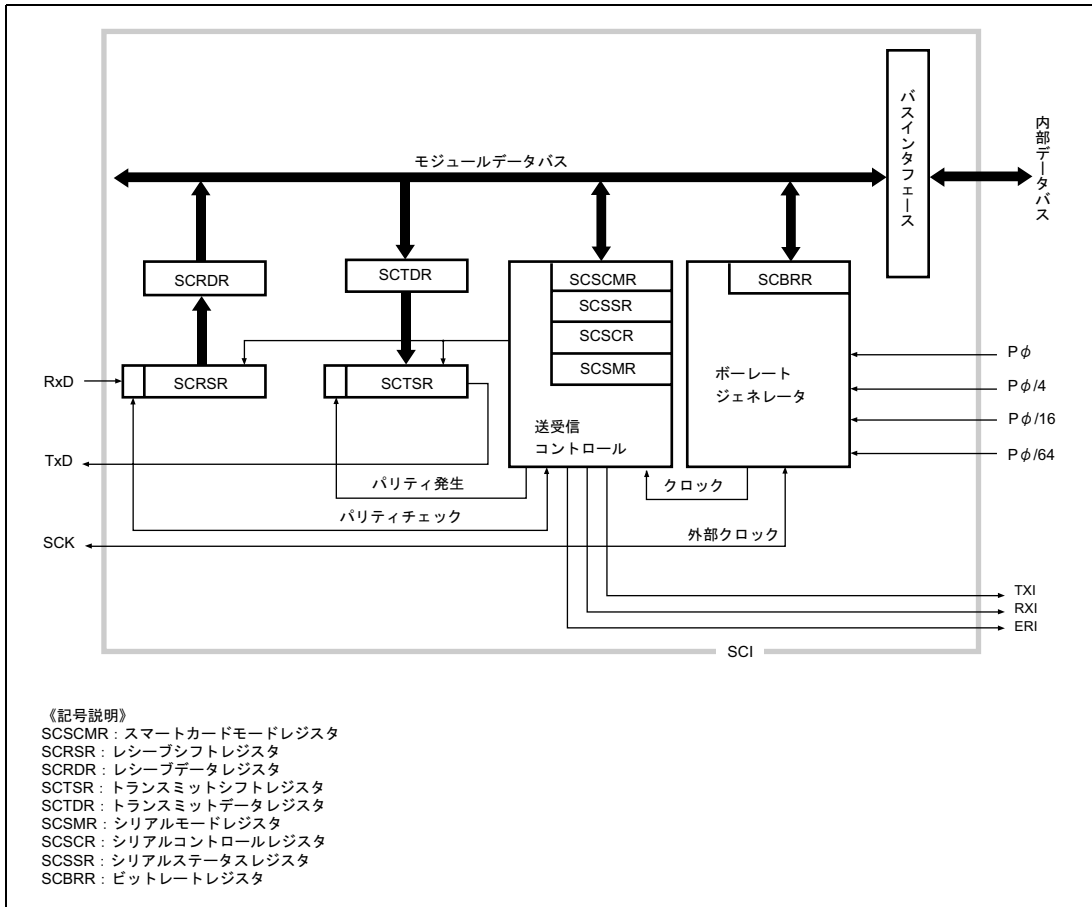 モジュールデータバス
バスインタフェース
内部データバス
SCRDR
SCTDR
SCSCMR
SCSSR
SCSCR
SCSMR
SCBRR
RxD
SCRSR
SCTSR
ボーレート
ジェネレータ
Pφ
Pφ/4
Pφ/16
Pφ/64
送受信
コントロール
TxD
パリティ発生
クロック
パリティチェック
SCK
外部クロック
TXI
RXI
ERI
SCI
《記号説明》
SCSCMR : スマートカードモードレジスタ
SCRSR : レシーブシフトレジスタ
SCRDR : レシーブデータレジスタ
SCTSR : トランスミットシフトレジスタ
SCTDR : トランスミットデータレジスタ
SCSMR : シリアルモードレジスタ
SCSCR : シリアルコントロールレジスタ
SCSSR : シリアルステータスレジスタ
SCBRR : ビットレートレジスタ